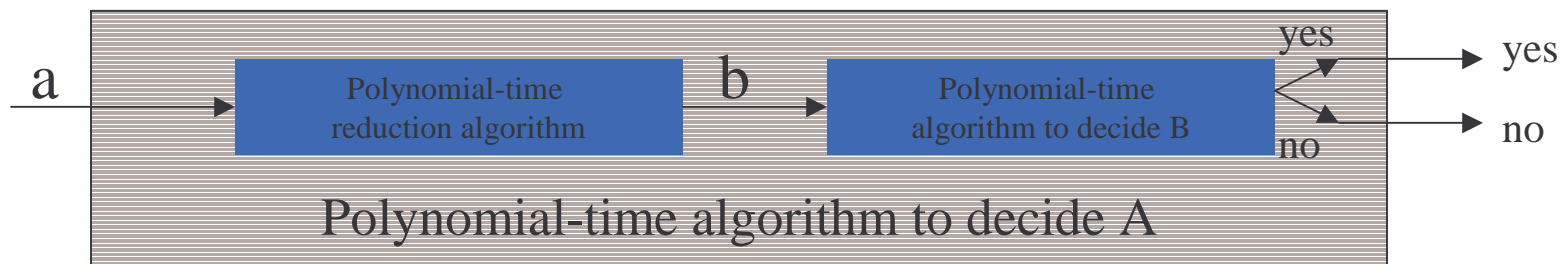 a
Polynomial-time
reduction algorithm
b
Polynomial-time
algorithm to decide B
yes
no
yes
no
Polynomial-time algorithm to decide A